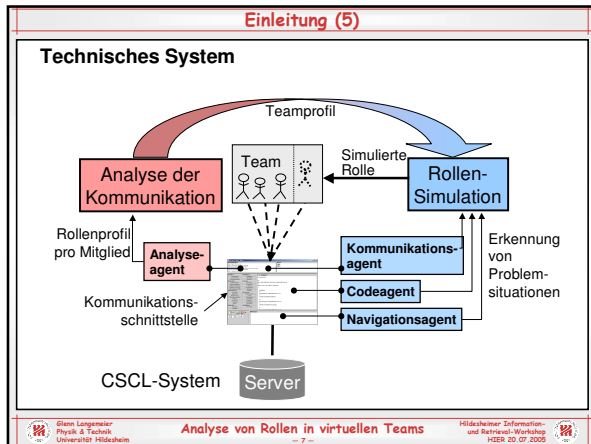 Einleitung (5)
Technisches System
Teamprofil
Analyse der
Kommunikation
Team
Simulierte
Rolle
Rollen-
Simulation
Rollenprofil
pro Mitglied
Analyse-
agent
Kommunikations-
agent
Erkennung
von
Problem-
situationen
Kommunikations-
schnittstelle
Codeagent
Navigationsagent
CSCL-System
Server
Glenn Langemeier
Physik & Technik
Universität Hildesheim
Analyse von Rollen in virtuellen Teams
– 7 –
Hildesheimer Information-
und Retrieval-Workshop
HIER 20.07.2005